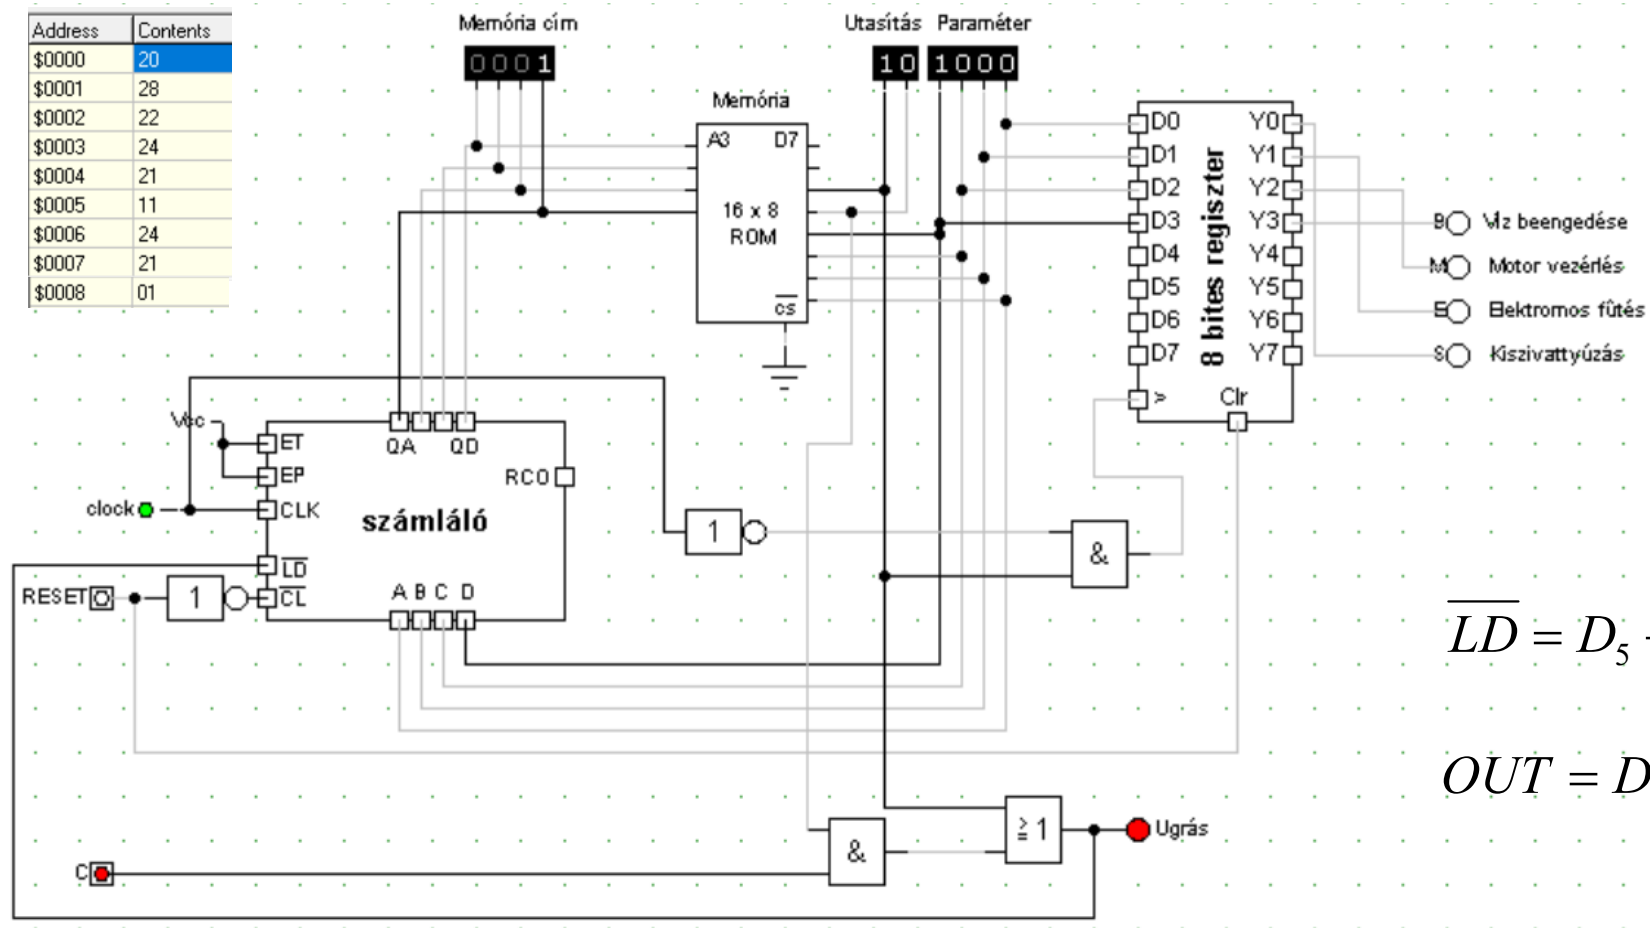 Address Contents
$0000 20
$0001 28
$0002 22
$0003 24
$0004 21
$0005 11
$0006 24
$0007 21
$0008 01
Memória cím
0001
Utasítás Paraméter
10 1000
Memória
A3 D7
16 x 8
ROM
cs
D0 Y0
D1 Y1
D2 Y2
D3 Y3
D4 Y4
D5 Y5
D6 Y6
D7 Y7
> Clr
8 bites regiszter
B Víz beengedése
M Motor vezérlés
E Elektromos fűtés
S Kiszivattyúzás
Vcc
ET
EP
clock
CLK
LD
RESET
1
CL
QA QD
RCO
számláló
A B C D
1
&
&
≥1
Ugrás
C
LD = D5
OUT = D